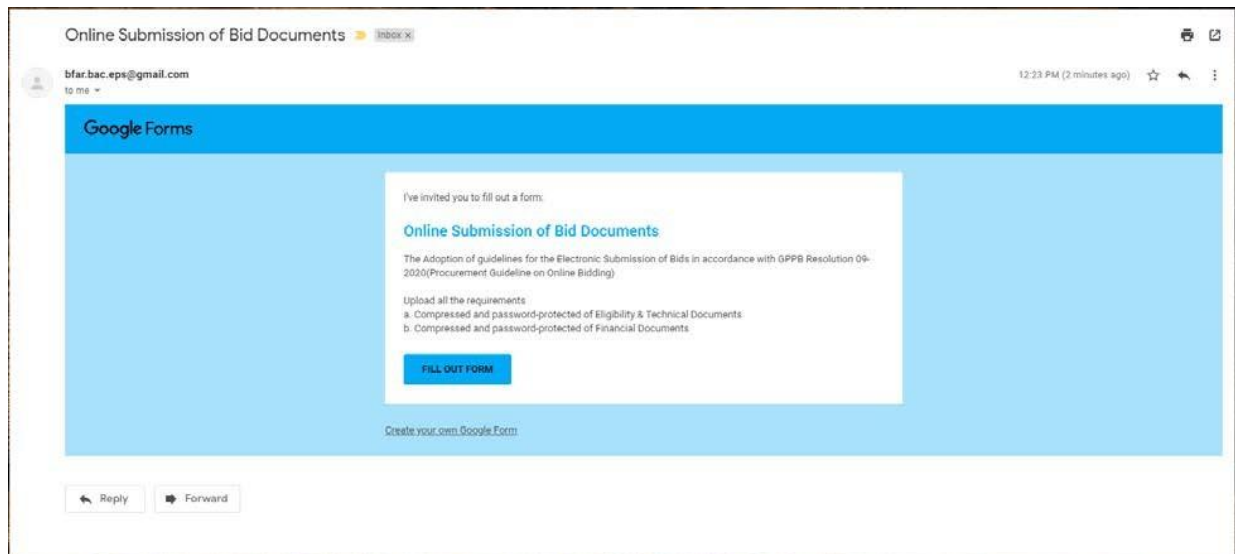 Online Submission of Bid Documents Inbox x
bfar.bac.eps@gmail.com
12:23 PM (2 minutes ago)
to me
Google Forms
I've invited you to fill out a form:
Online Submission of Bid Documents
The Adoption of guidelines for the Electronic Submission of Bids in accordance with GPPB Resolution 09-
2020(Procurement Guideline on Online Bidding)
Upload all the requirements
a. Compressed and password-protected of Eligibility & Technical Documents
b. Compressed and password-protected of Financial Documents
FILL OUT FORM
Create your own Google Form
Reply
Forward